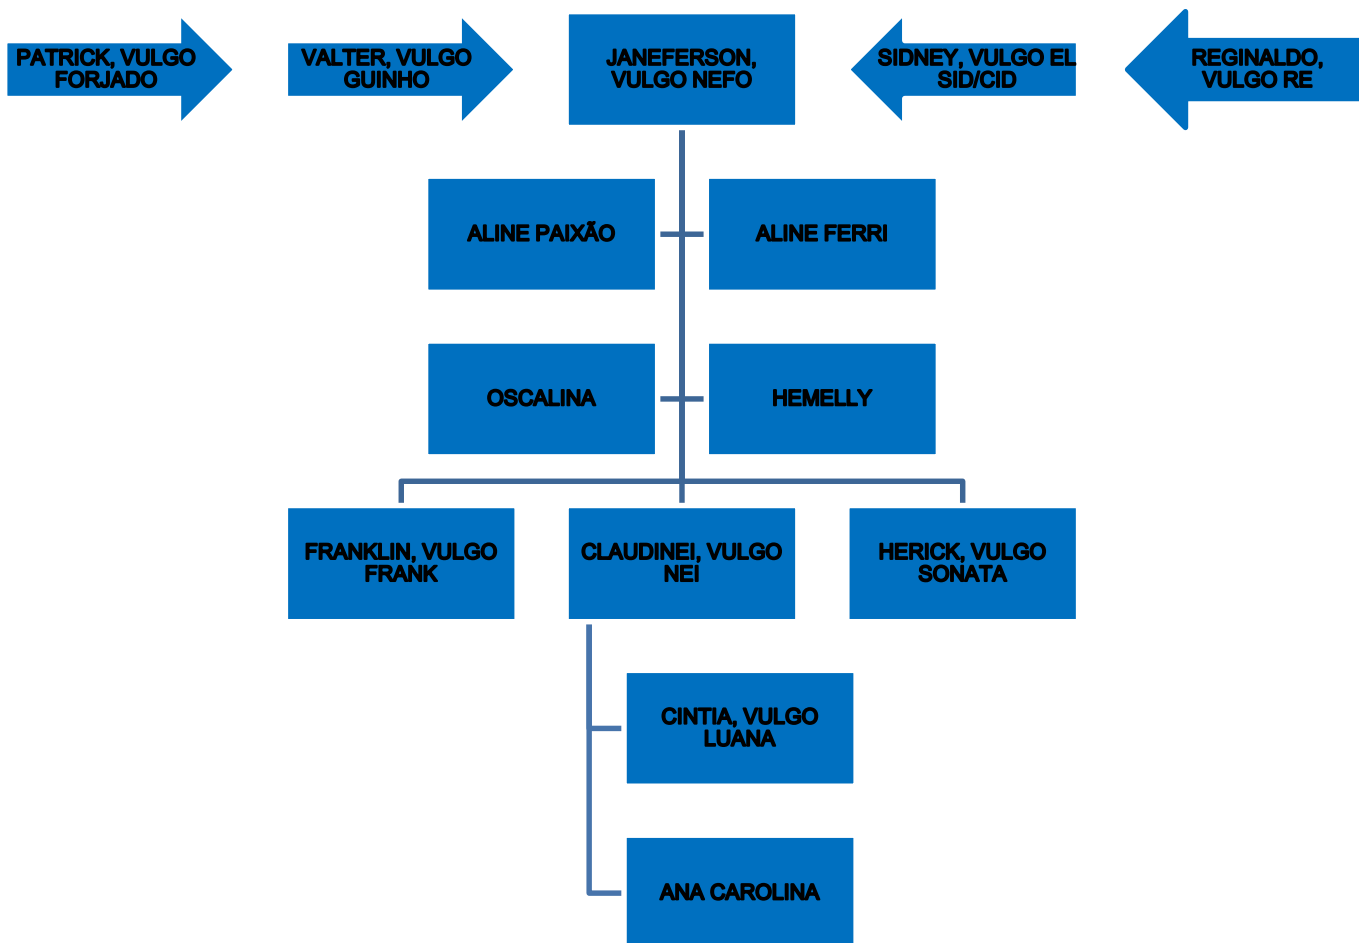 PATRICK, VULGO
FORJADO
VALTER, VULGO
GUINHO
JANEFERSON,
VULGO NEFO
SIDNEY, VULGO EL
SID/CID
REGINALDO,
VULGO RE
ALINE PAIXÃO
ALINE FERRI
OSCALINA
HEMELLY
FRANKLIN, VULGO
FRANK
CLAUDINEI, VULGO
NEI
HERICK, VULGO
SONATA
CINTIA, VULGO
LUANA
ANA CAROLINA